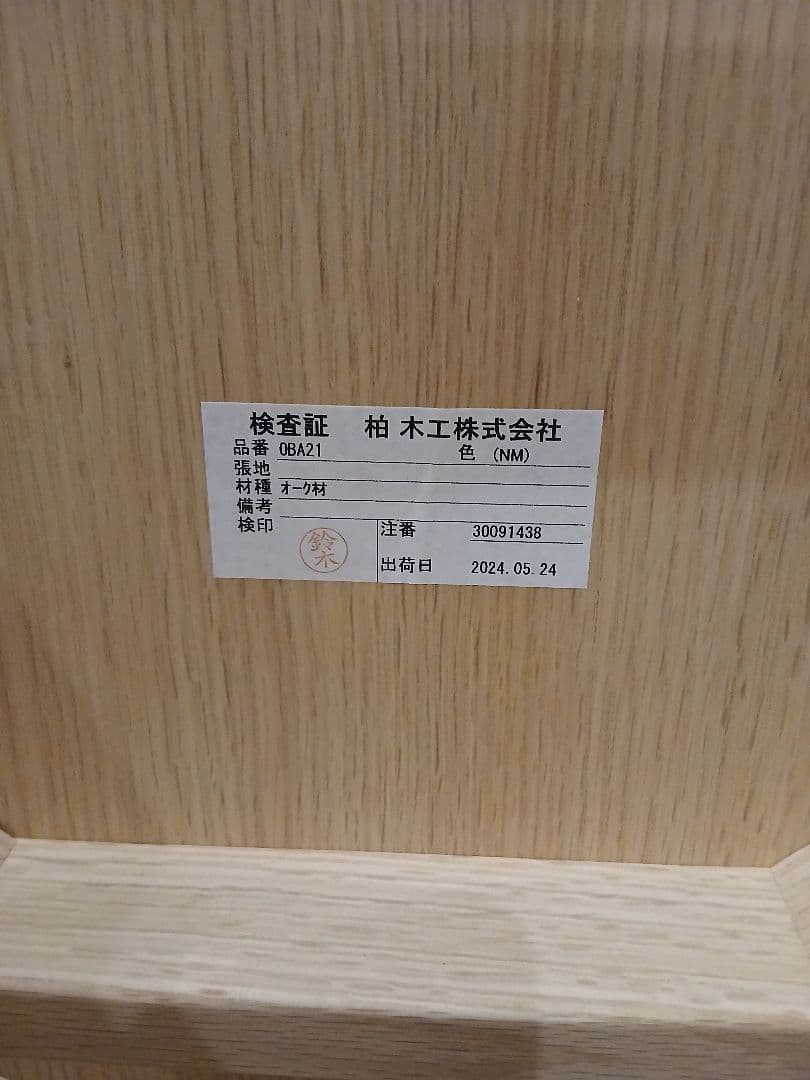 検査証 柏木工株式会社
品番 OBA21 色 (NM)
張地
材種 オーク材
備考
検印 鈴木 注番 30091438
出荷日 2024.05.24